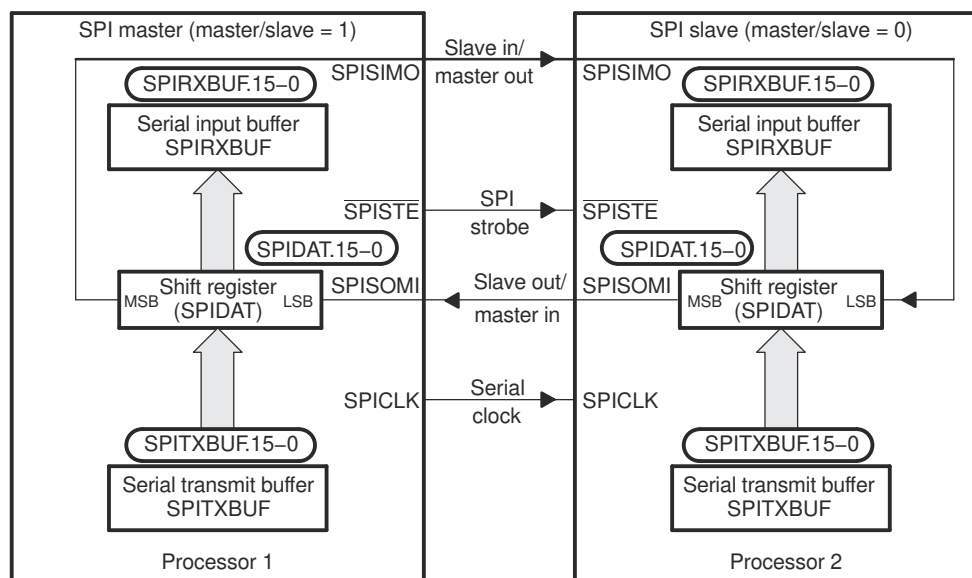 SPI master (master/slave = 1)
SPIRXBUF.15−0
Serial input buffer
SPIRXBUF
SPIDAT.15−0
MSB
Shift register
(SPIDAT)
LSB
SPITXBUF.15−0
Serial transmit buffer
SPITXBUF
Processor 1
SPISIMO
SPISTE
SPISOMI
SPICLK
Slave in/
master out
SPI
strobe
Slave out/
master in
Serial
clock
SPI slave (master/slave = 0)
SPISIMO
SPISTE
SPISOMI
SPICLK
SPIRXBUF.15−0
Serial input buffer
SPIRXBUF
SPIDAT.15−0
MSB
Shift register
(SPIDAT)
LSB
SPITXBUF.15−0
Serial transmit buffer
SPITXBUF
Processor 2